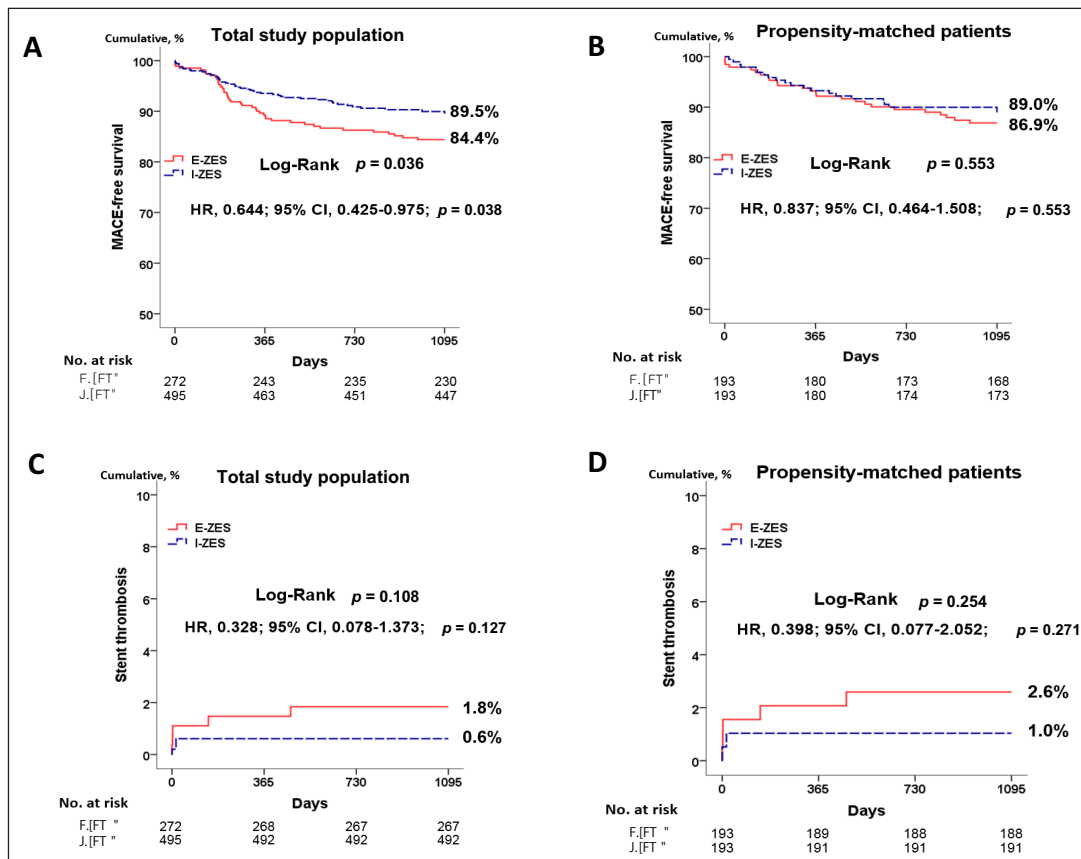 A
Cumulative, %
Total study population
100
90
80
70
60
50
MACE-free survival
89.5%
84.4%
E-ZES
I-ZES
Log-Rank p = 0.036
HR, 0.644; 95% CI, 0.425-0.975; p = 0.038
0 365 730 1095
Days
No. at risk
F.[FT" 272 243 235 230
J.[FT" 495 463 451 447
B
Cumulative, %
Propensity-matched patients
100
90
80
70
60
50
MACE-free survival
89.0%
86.9%
E-ZES
I-ZES
Log-Rank p = 0.553
HR, 0.837; 95% CI, 0.464-1.508; p = 0.553
0 365 730 1095
Days
No. at risk
F.[FT" 193 180 173 168
J.[FT" 193 180 174 173
C
Cumulative, %
Total study population
10
8
6
4
2
0
Stent thrombosis
E-ZES
I-ZES
Log-Rank p = 0.108
HR, 0.328; 95% CI, 0.078-1.373; p = 0.127
1.8%
0.6%
0 365 730 1095
Days
No. at risk
F.[FT " 272 268 267 267
J.[FT " 495 492 492 492
D
Cumulative, %
Propensity-matched patients
10
8
6
4
2
0
Stent thrombosis
E-ZES
I-ZES
Log-Rank p = 0.254
HR, 0.398; 95% CI, 0.077-2.052; p = 0.271
2.6%
1.0%
0 365 730 1095
Days
No. at risk
F.[FT " 193 189 188 188
J.[FT " 193 191 191 191